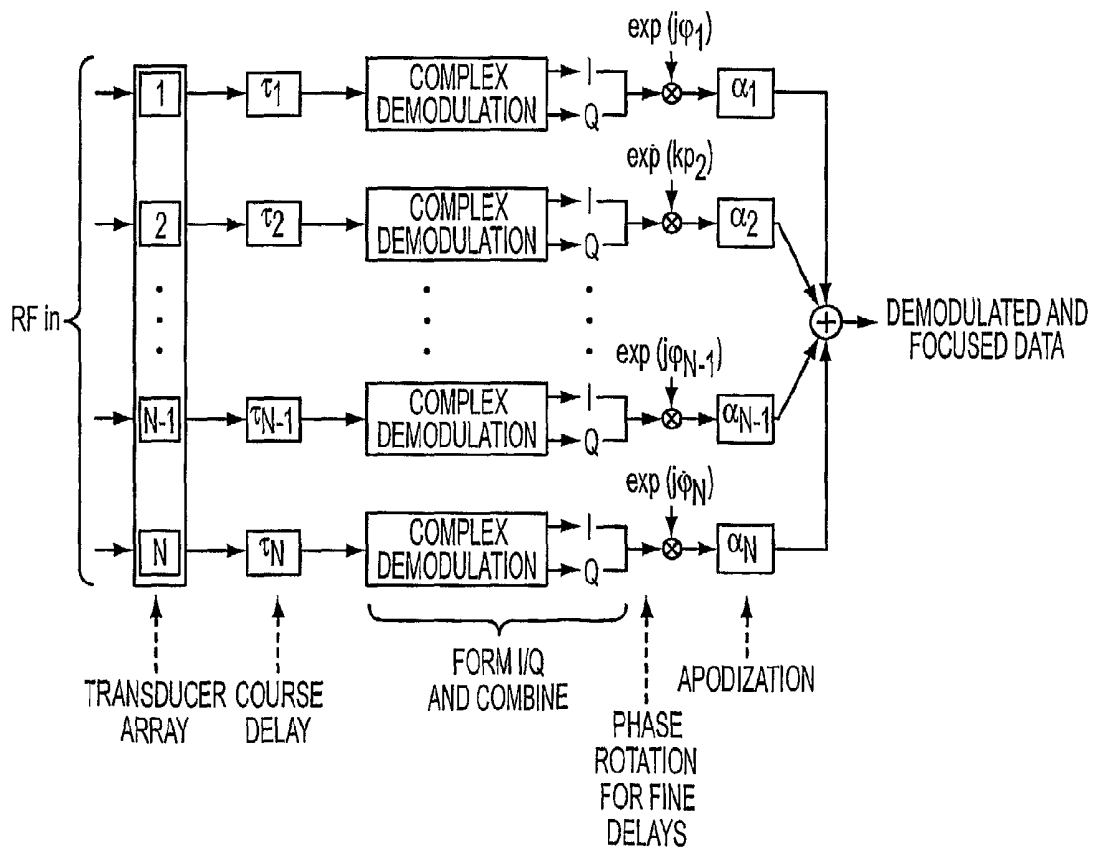 exp (jφ1)
1
τ1
COMPLEX
DEMODULATION
I
Q
α1
exp (kp2)
2
τ2
COMPLEX
DEMODULATION
I
Q
α2
RF in
DEMODULATED AND
FOCUSED DATA
exp (jφN-1)
N-1
τN-1
COMPLEX
DEMODULATION
I
Q
αN-1
exp (jφN)
N
τN
COMPLEX
DEMODULATION
I
Q
αN
TRANSDUCER
ARRAY
COURSE
DELAY
FORM I/Q
AND COMBINE
PHASE
ROTATION
FOR FINE
DELAYS
APODIZATION